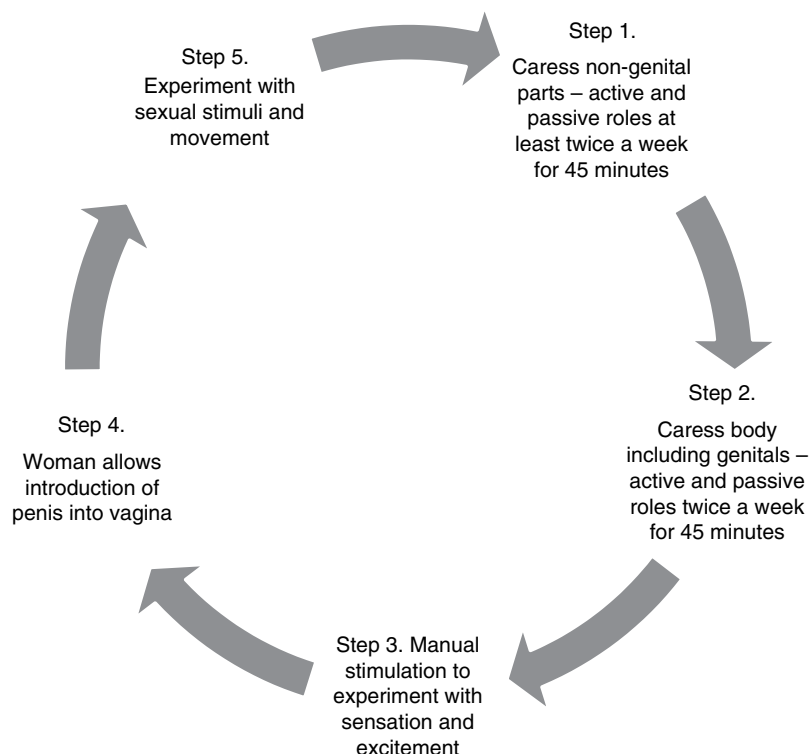 Step 1.
Caress non-genital
parts – active and
passive roles at
least twice a week
for 45 minutes
Step 2.
Caress body
including genitals –
active and passive
roles twice a week
for 45 minutes
Step 3. Manual
stimulation to
experiment with
sensation and
excitement
Step 4.
Woman allows
introduction of
penis into vagina
Step 5.
Experiment with
sexual stimuli and
movement